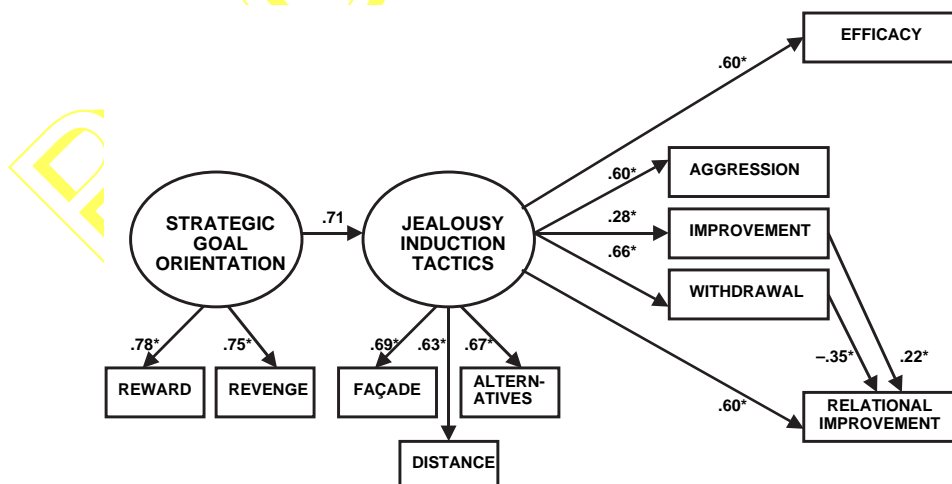 EFFICACY
.60*
AGGRESSION
.60*
STRATEGIC
GOAL
ORIENTATION
.71
JEALOUSY
INDUCTION
TACTICS
.28*
IMPROVEMENT
.66*
WITHDRAWAL
.78*
.75*
.69*
.63*
.67*
–.35*
.22*
REWARD
REVENGE
FAÇADE
ALTERN-
ATIVES
.60*
RELATIONAL
IMPROVEMENT
DISTANCE